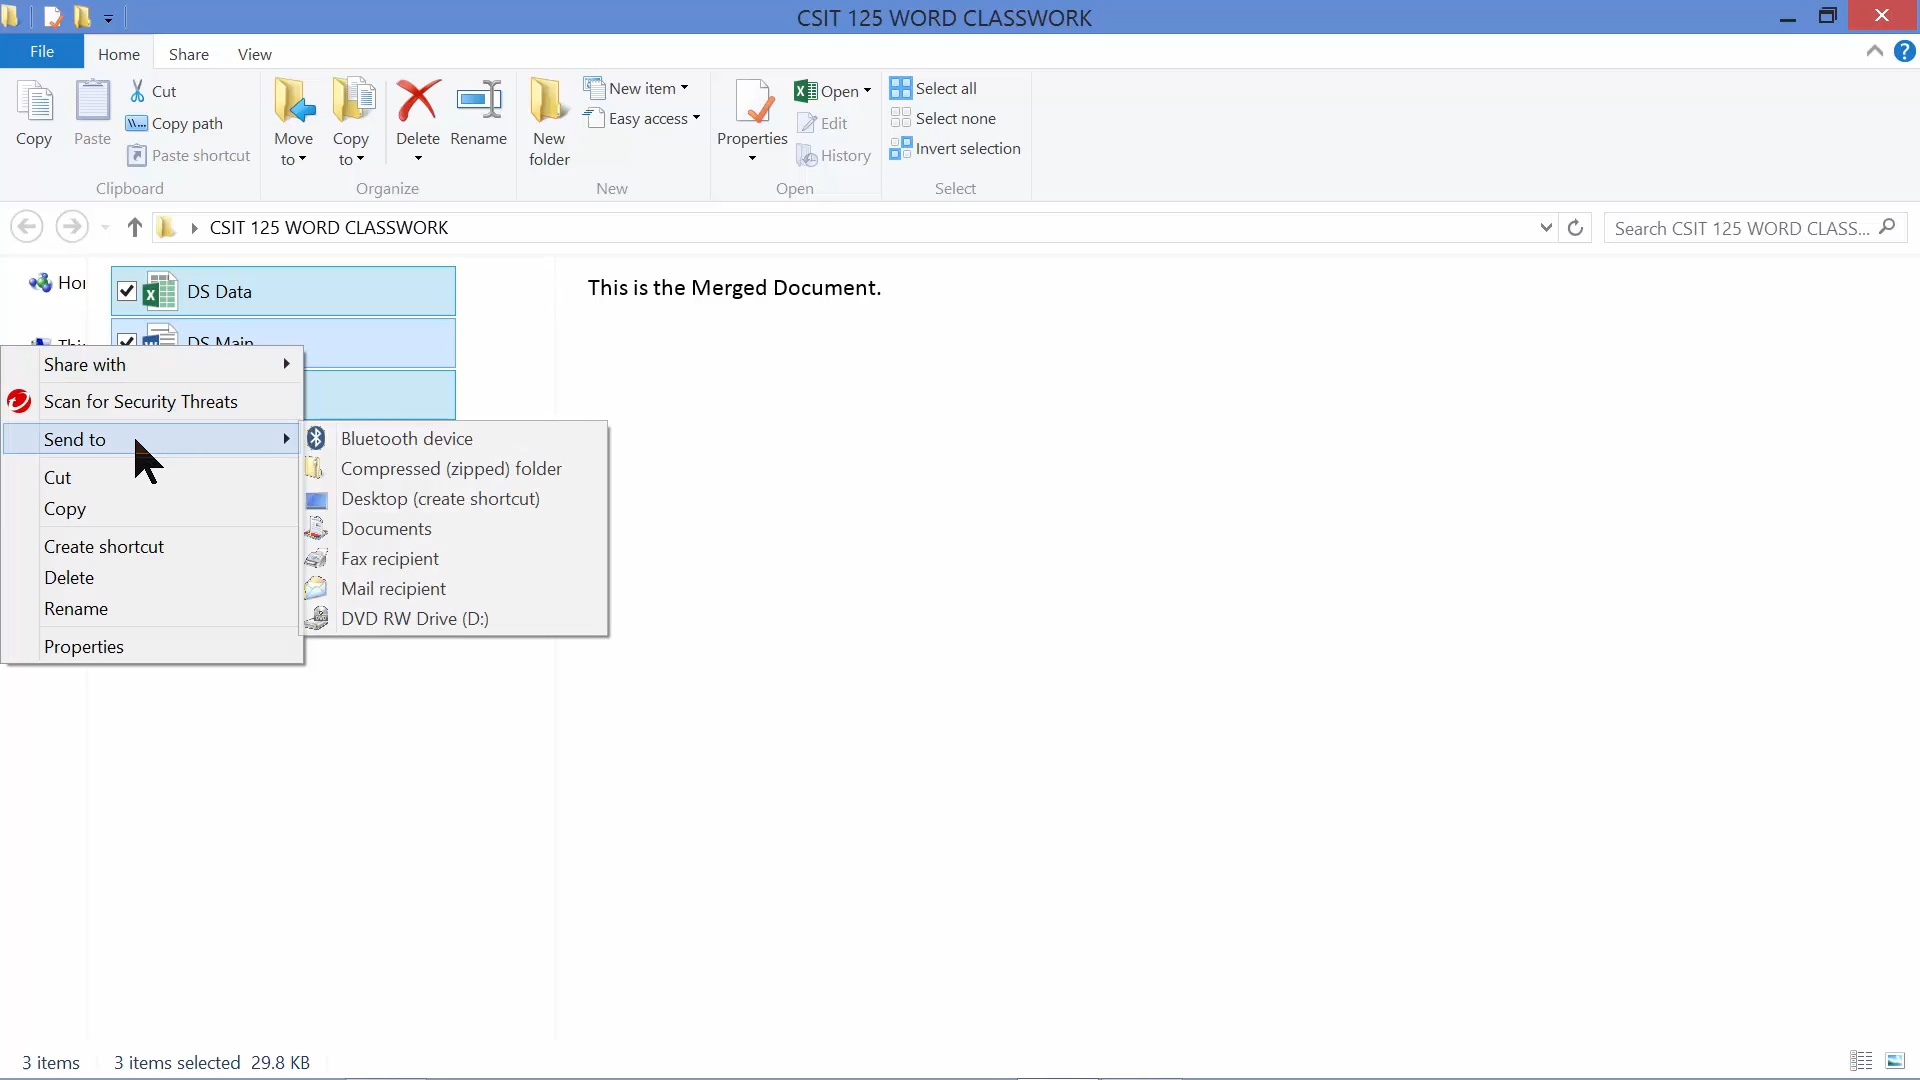 CSIT 125 WORD CLASSWORK
File
Home
Share
View
Copy
Paste
Cut
Copy path
Paste shortcut
Clipboard
Move to
Copy to
Delete
Rename
Organize
New folder
New item
Easy access
New
Properties
Open
Edit
History
Open
Select all
Select none
Invert selection
Select
CSIT 125 WORD CLASSWORK
Search CSIT 125 WORD CLASS...
DS Data
DS Main
This is the Merged Document.
Share with
Scan for Security Threats
Send to
Cut
Copy
Create shortcut
Delete
Rename
Properties
Bluetooth device
Compressed (zipped) folder
Desktop (create shortcut)
Documents
Fax recipient
Mail recipient
DVD RW Drive (D:)
3 items
3 items selected 29.8 KB